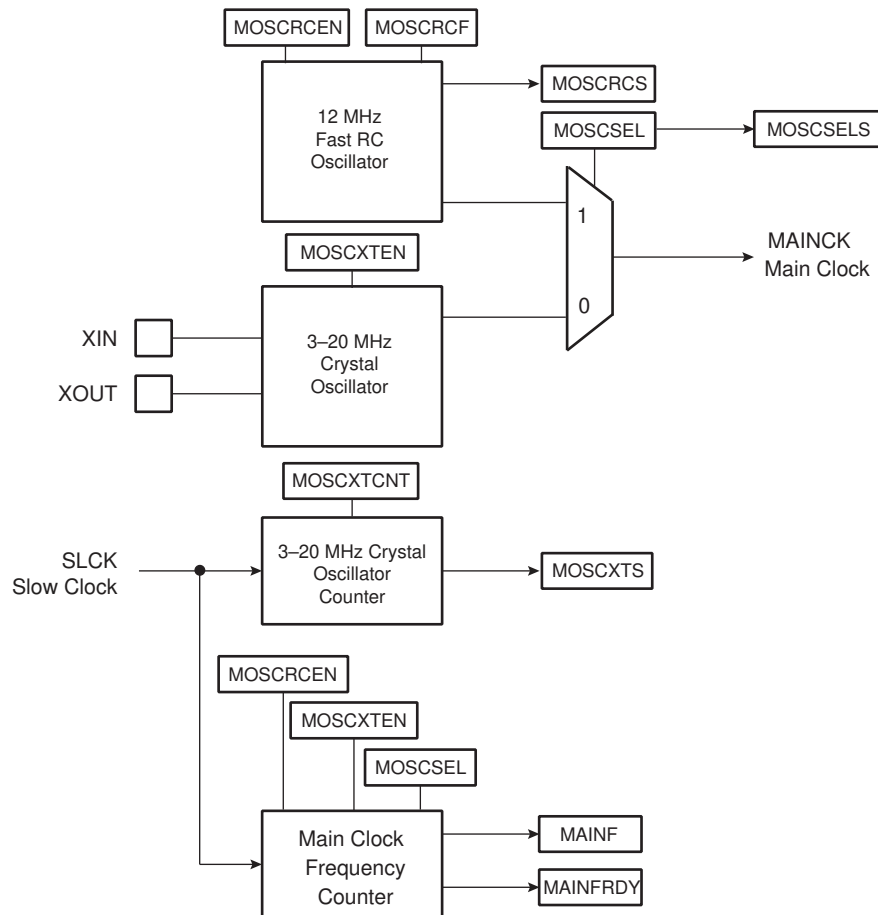 MOSCRCEN
MOSCRCF
12 MHz
Fast RC
Oscillator
MOSCRCS
MOSCSEL
MOSCSELS
1
0
MAINCK
Main Clock
MOSCXTEN
XIN
XOUT
3–20 MHz
Crystal
Oscillator
MOSCXTCNT
SLCK
Slow Clock
3–20 MHz Crystal
Oscillator
Counter
MOSCXTS
MOSCRCEN
MOSCXTEN
MOSCSEL
Main Clock
Frequency
Counter
MAINF
MAINFRDY